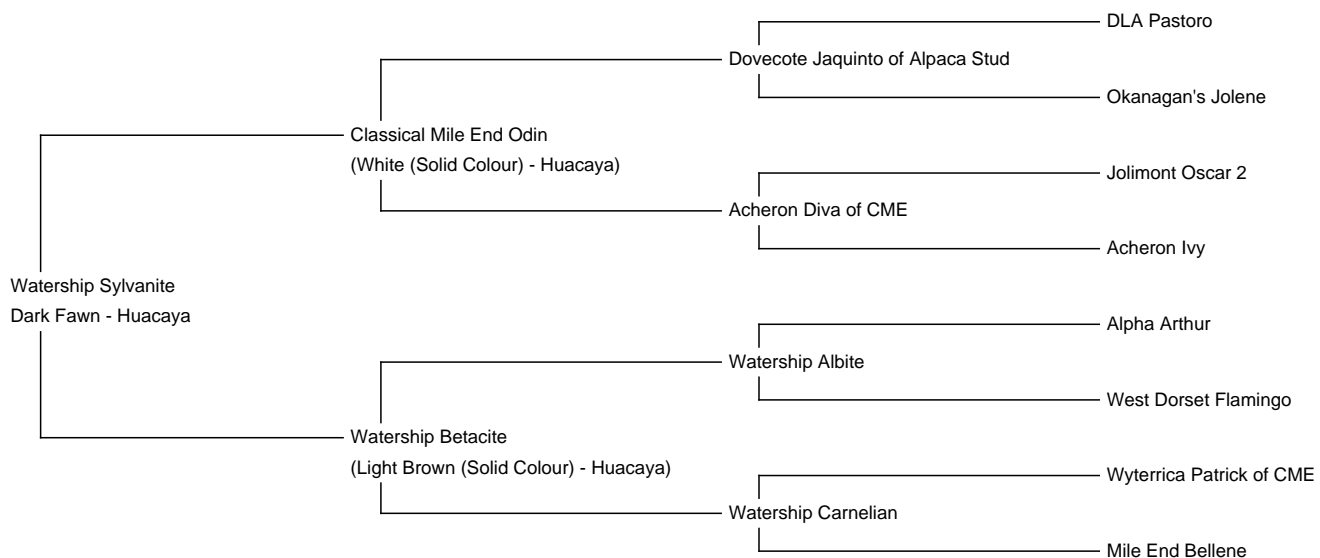 DLA Pastoro
Dovecote Jaquinto of Alpaca Stud
Okanagan's Jolene
Classical Mile End Odin
(White (Solid Colour) - Huacaya)
Jolimont Oscar 2
Acheron Diva of CME
Acheron Ivy
Watership Sylvanite
Dark Fawn - Huacaya
Alpha Arthur
Watership Albite
West Dorset Flamingo
Watership Betacite
(Light Brown (Solid Colour) - Huacaya)
Wyterrica Patrick of CME
Watership Carnelian
Mile End Bellene